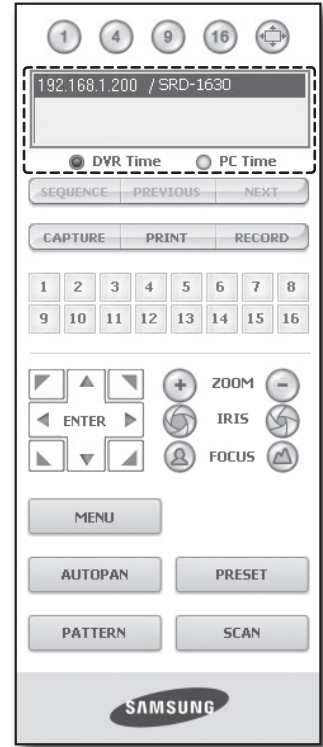 1 4 9 16
192.168.1.200 / SRD-1630
DVR Time PC Time
SEQUENCE PREVIOUS NEXT
CAPTURE PRINT RECORD
1 2 3 4 5 6 7 8
9 10 11 12 13 14 15 16
+ ZOOM -
ENTER IRIS
FOCUS
MENU
AUTOPAN PRESET
PATTERN SCAN
SAMSUNG